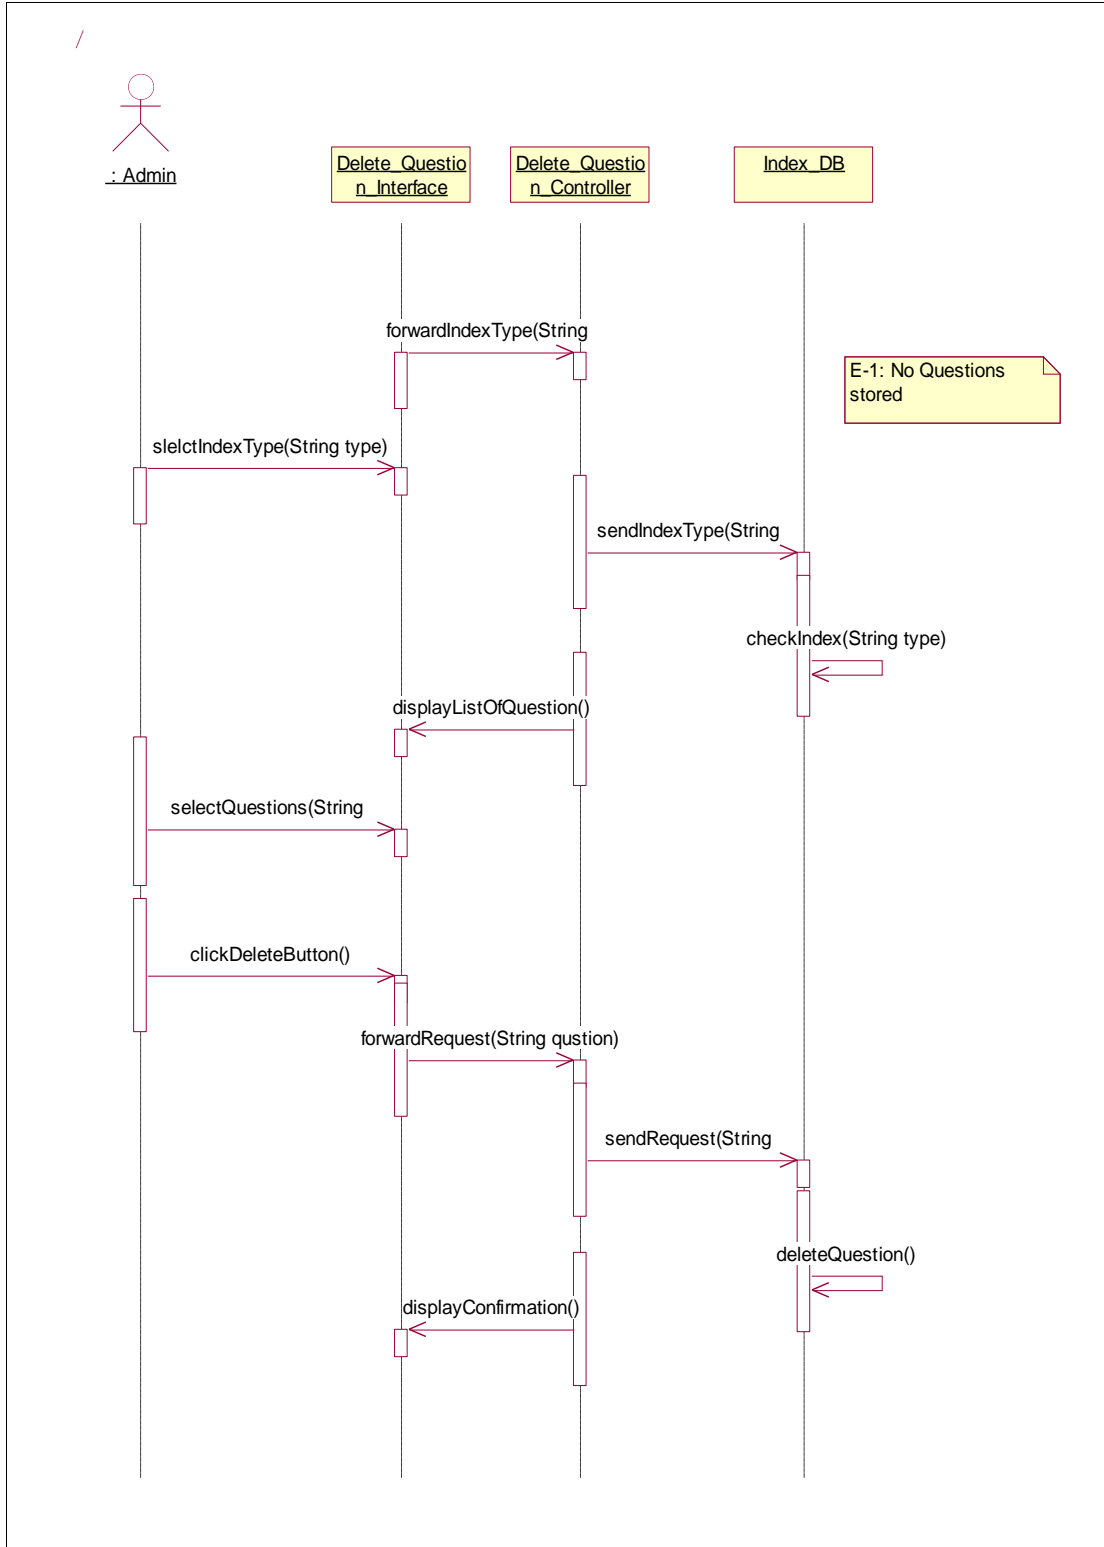 /
: Admin
Delete_Questio
n_Interface
Delete_Questio
n_Controller
Index_DB
forwardIndexType(String
E-1: No Questions
stored
slelctIndexType(String type)
sendIndexType(String
checkIndex(String type)
displayListOfQuestion()
selectQuestions(String
clickDeleteButton()
forwardRequest(String qustion)
sendRequest(String
deleteQuestion()
displayConfirmation()